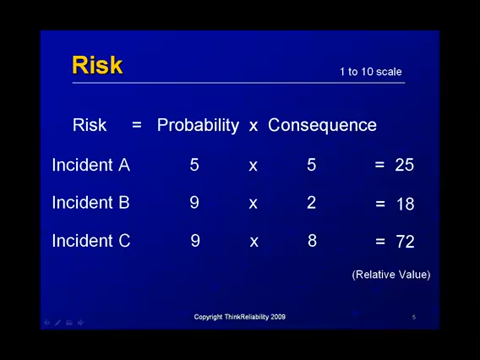 Risk
1 to 10 scale
Risk = Probability x Consequence
Incident A 5 x 5 = 25
Incident B 9 x 2 = 18
Incident C 9 x 8 = 72
(Relative Value)
Copyright ThinkReliability 2009
5